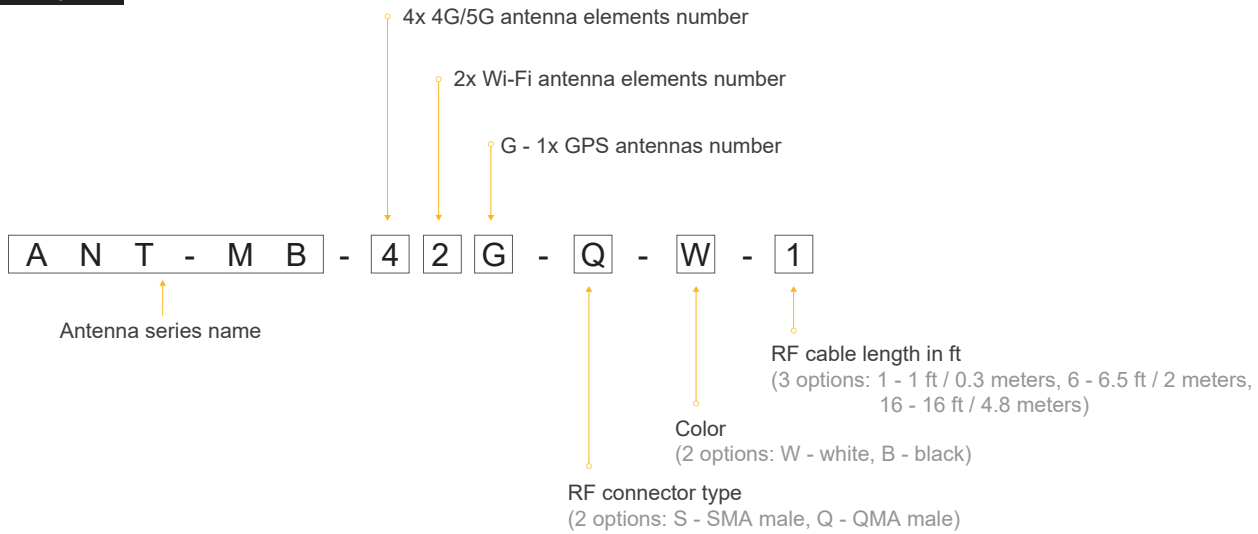 4x 4G/5G antenna elements number
2x Wi-Fi antenna elements number
G - 1x GPS antennas number
A N T - M B - 4 2 G - Q - W - 1
Antenna series name
RF cable length in ft
(3 options: 1 - 1 ft / 0.3 meters, 6 - 6.5 ft / 2 meters,
16 - 16 ft / 4.8 meters)
Color
(2 options: W - white, B - black)
RF connector type
(2 options: S - SMA male, Q - QMA male)